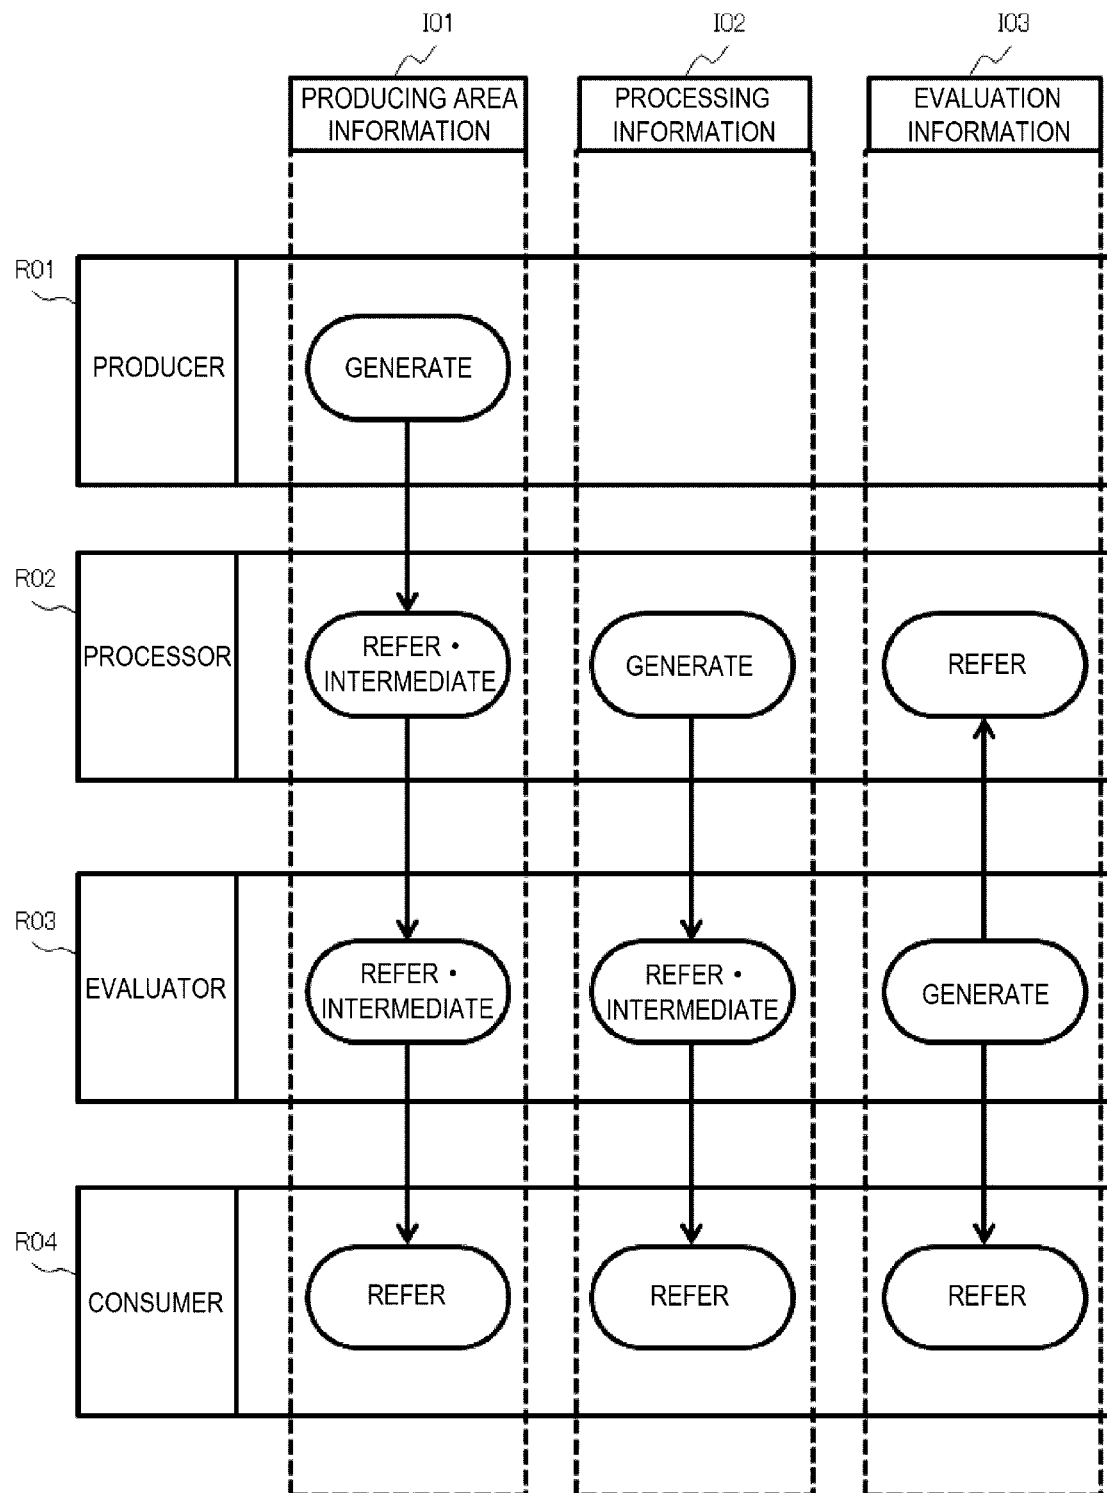 I01
I02
I03
PRODUCING AREA
INFORMATION
PROCESSING
INFORMATION
EVALUATION
INFORMATION
R01
PRODUCER
GENERATE
R02
PROCESSOR
REFER •
INTERMEDIATE
GENERATE
REFER
R03
EVALUATOR
REFER •
INTERMEDIATE
REFER •
INTERMEDIATE
GENERATE
R04
CONSUMER
REFER
REFER
REFER